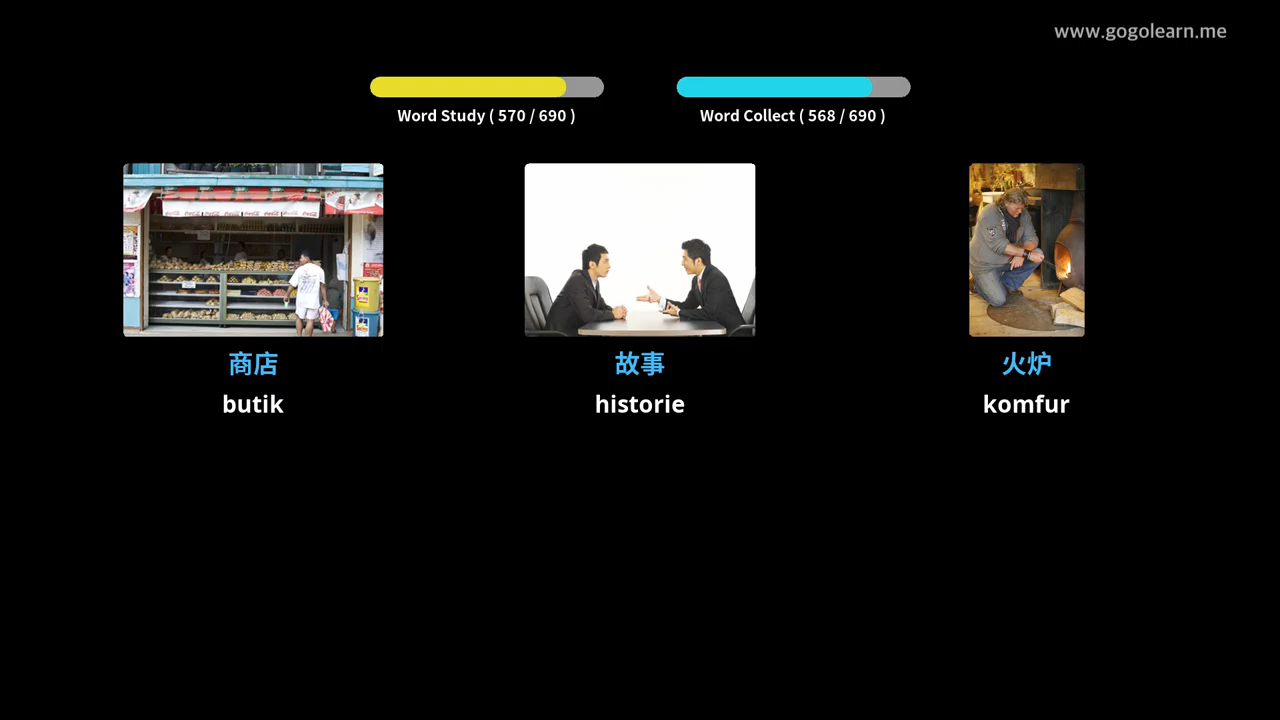 www.gogolearn.me
Word Study ( 570 / 690 )
Word Collect ( 568 / 690 )
商店
故事
火炉
butik
historie
komfur